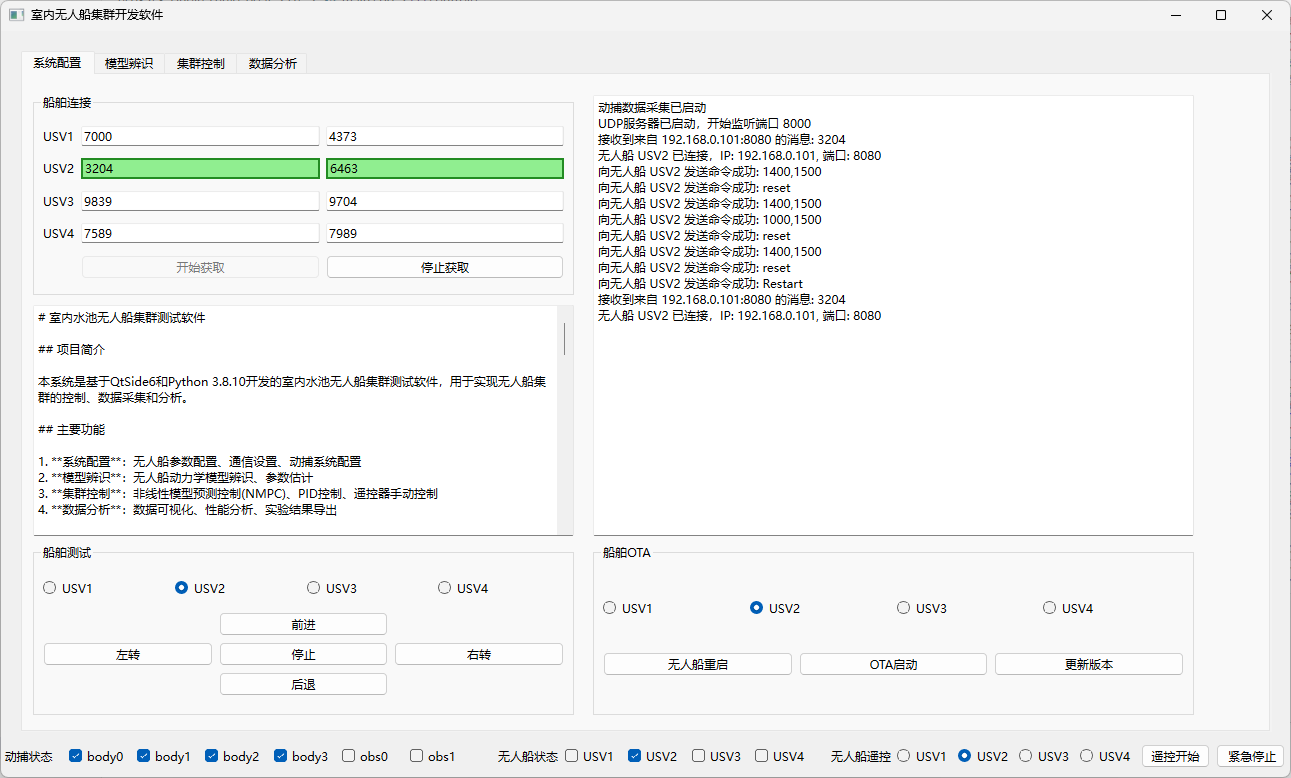 室内无人船集群开发软件
系统配置 模型辨识 集群控制 数据分析
船舶连接
USV1 7000 4373
USV2 3204 6463
USV3 9839 9704
USV4 7589 7989
开始获取 停止获取
# 室内水池无人船集群测试软件
## 项目简介
本系统是基于QtSide6和Python 3.8.10开发的室内水池无人船集群测试软件，用于实现无人船集
群的控制、数据采集和分析。
## 主要功能
1. **系统配置**：无人船参数配置、通信设置、动捕系统配置
2. **模型辨识**：无人船动力学模型辨识、参数估计
3. **集群控制**：非线性模型预测控制(NMPC)、PID控制、遥控器手动控制
4. **数据分析**：数据可视化、性能分析、实验结果导出
动捕数据采集已启动
UDP服务器已启动，开始监听端口 8000
接收到来自 192.168.0.101:8080 的消息: 3204
无人船 USV2 已连接，IP: 192.168.0.101, 端口: 8080
向无人船 USV2 发送命令成功: 1400,1500
向无人船 USV2 发送命令成功: reset
向无人船 USV2 发送命令成功: 1400,1500
向无人船 USV2 发送命令成功: 1000,1500
向无人船 USV2 发送命令成功: reset
向无人船 USV2 发送命令成功: 1400,1500
向无人船 USV2 发送命令成功: reset
向无人船 USV2 发送命令成功: Restart
接收到来自 192.168.0.101:8080 的消息: 3204
无人船 USV2 已连接，IP: 192.168.0.101, 端口: 8080
船舶测试
USV1 USV2 USV3 USV4
前进
左转 停止 右转
后退
船舶OTA
USV1 USV2 USV3 USV4
无人船重启 OTA启动 更新版本
动捕状态 body0 body1 body2 body3 obs0 obs1 无人船状态 USV1 USV2 USV3 USV4 无人船遥控 USV1 USV2 USV3 USV4 遥控开始 紧急停止